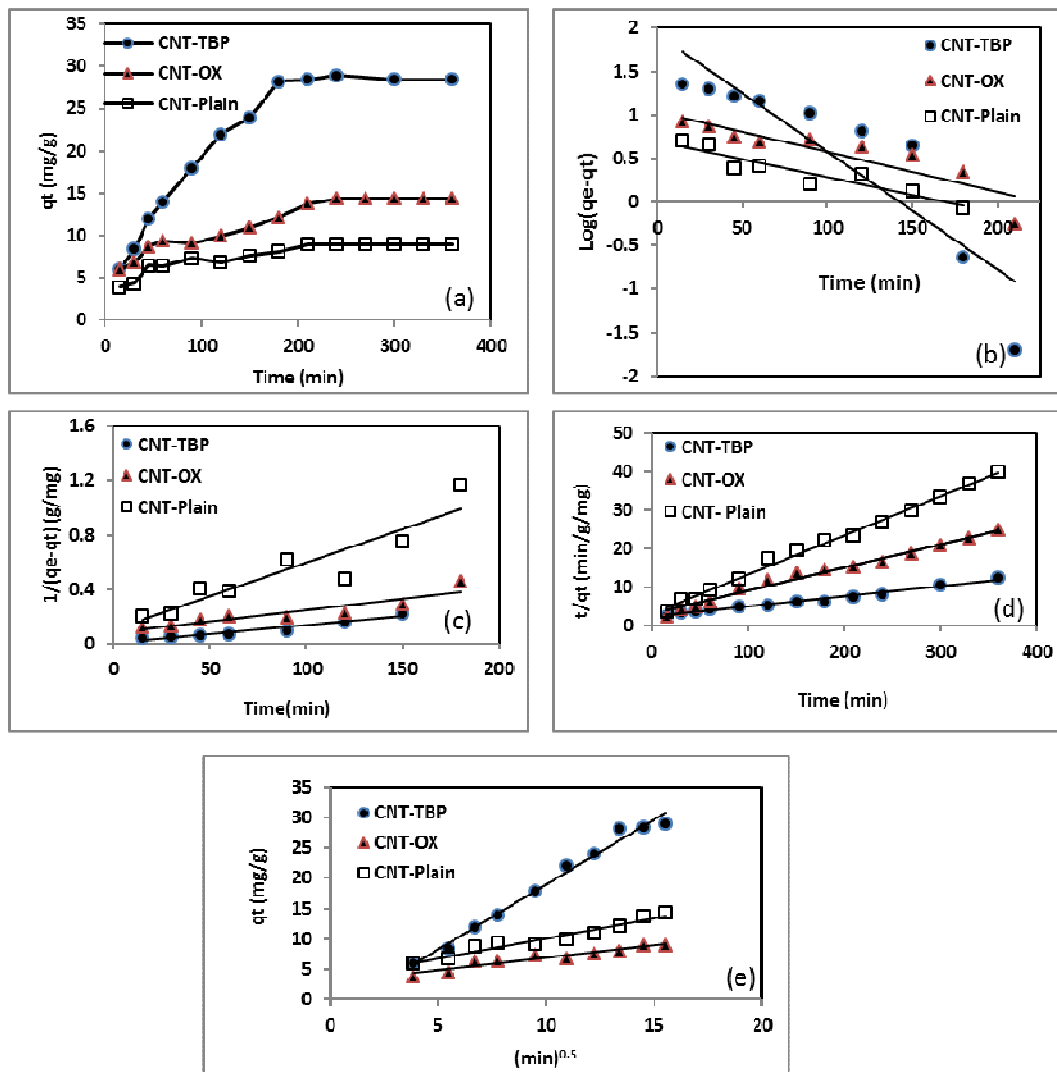 40
35
30
25
20
15
10
5
0
qt (mg/g)
CNT-TBP
CNT-OX
CNT-Plain
0 100 200 300 400
Time (min)
(a)
2
1.5
1
0.5
0
-0.5
-1
-1.5
-2
Log(qe-qt)
CNT-TBP
CNT-OX
CNT-Plain
0 50 100 150 200
Time (min)
(b)
1.6
1.2
0.8
0.4
0
1/(qe-qt) (g/mg)
CNT-TBP
CNT-OX
CNT-Plain
0 50 100 150 200
Time(min)
(c)
50
40
30
20
10
0
t/qt (min/g/mg)
CNT-TBP
CNT-OX
CNT- Plain
0 100 200 300 400
Time (min)
(d)
35
30
25
20
15
10
5
0
qt (mg/g)
CNT-TBP
CNT-OX
CNT-Plain
0 5 10 15 20
(min)^0.5
(e)